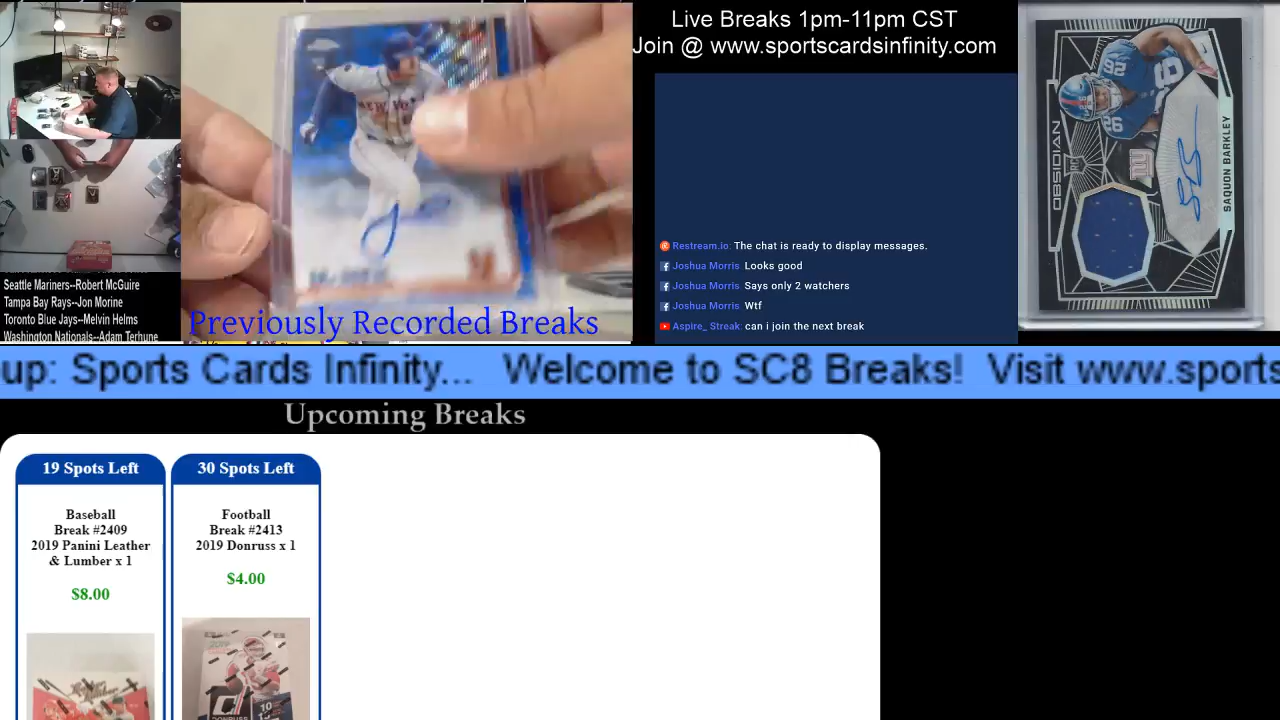 Live Breaks 1pm-11pm CST
Join @ www.sportscardsinfinity.com
Seattle Mariners--Robert McGuire
Tampa Bay Rays--Jon Morine
Toronto Blue Jays--Melvin Helms
Washington Nationals--Adam Terhune
Previously Recorded Breaks
Restream.io: The chat is ready to display messages.
Joshua Morris Looks good
Joshua Morris Says only 2 watchers
Joshua Morris Wtf
Aspire_ Streak: can i join the next break
OBSIDIAN
SAQUON BARKLEY
26
up: Sports Cards Infinity... Welcome to SC8 Breaks! Visit www.sports
Upcoming Breaks
19 Spots Left
Baseball
Break #2409
2019 Panini Leather
& Lumber x 1
$8.00
30 Spots Left
Football
Break #2413
2019 Donruss x 1
$4.00
DONRUSS
10